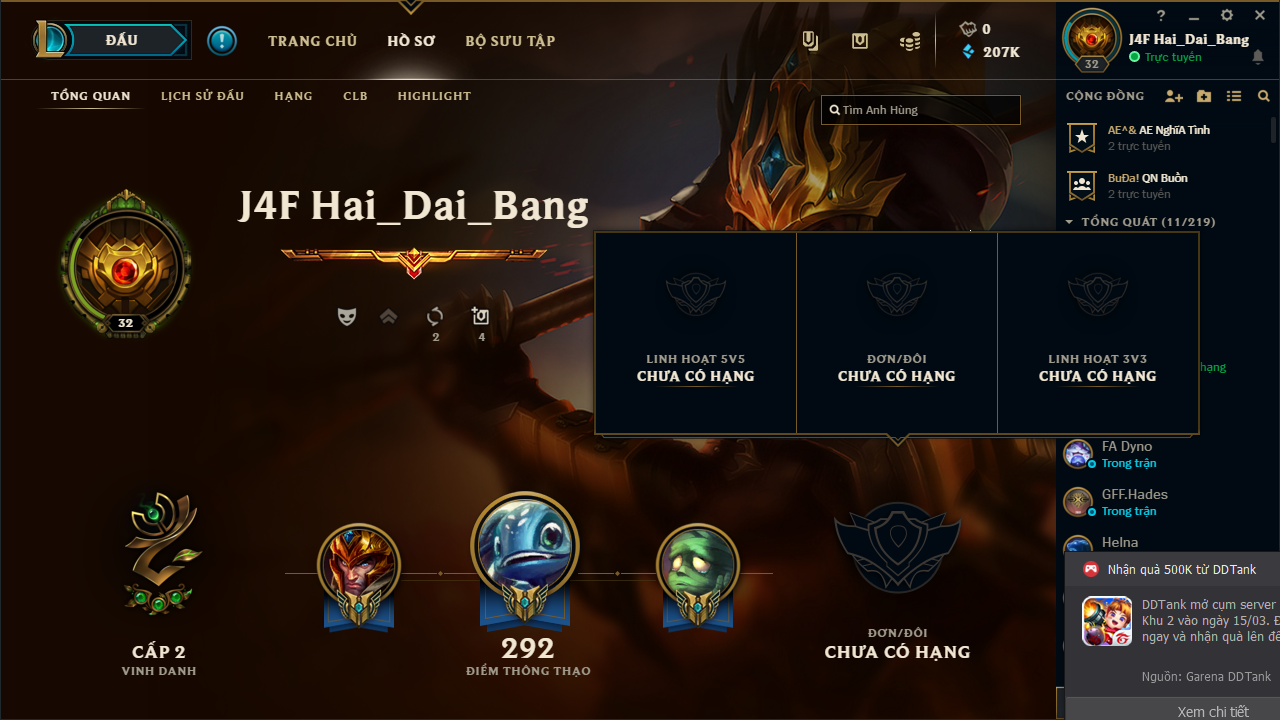 ĐẤU
TRANG CHỦ
HỒ SƠ
BỘ SƯU TẬP
0
207K
?
J4F Hai_Dai_Bang
Trực tuyến
32
TỔNG QUAN
LỊCH SỬ ĐẤU
HẠNG
CLB
HIGHLIGHT
Tìm Anh Hùng
CỘNG ĐỒNG
AE^& AE NghĩA Tình
2 trực tuyến
BuĐa! QN Buồn
2 trực tuyến
TỔNG QUÁT (11/219)
J4F Hai_Dai_Bang
32
2
4
LINH HOẠT 5V5
CHƯA CÓ HẠNG
ĐƠN/ĐÔI
CHƯA CÓ HẠNG
LINH HOẠT 3V3
CHƯA CÓ HẠNG
hạng
FA Dyno
Trong trận
GFF.Hades
Trong trận
Helna
CẤP 2
VINH DANH
292
ĐIỂM THÔNG THẠO
ĐƠN/ĐÔI
CHƯA CÓ HẠNG
Nhận quà 500K từ DDTank
DDTank mở cụm server
Khu 2 vào ngày 15/03. Đ
ngay và nhận quà lên đế
Nguồn: Garena DDTank
Xem chi tiết